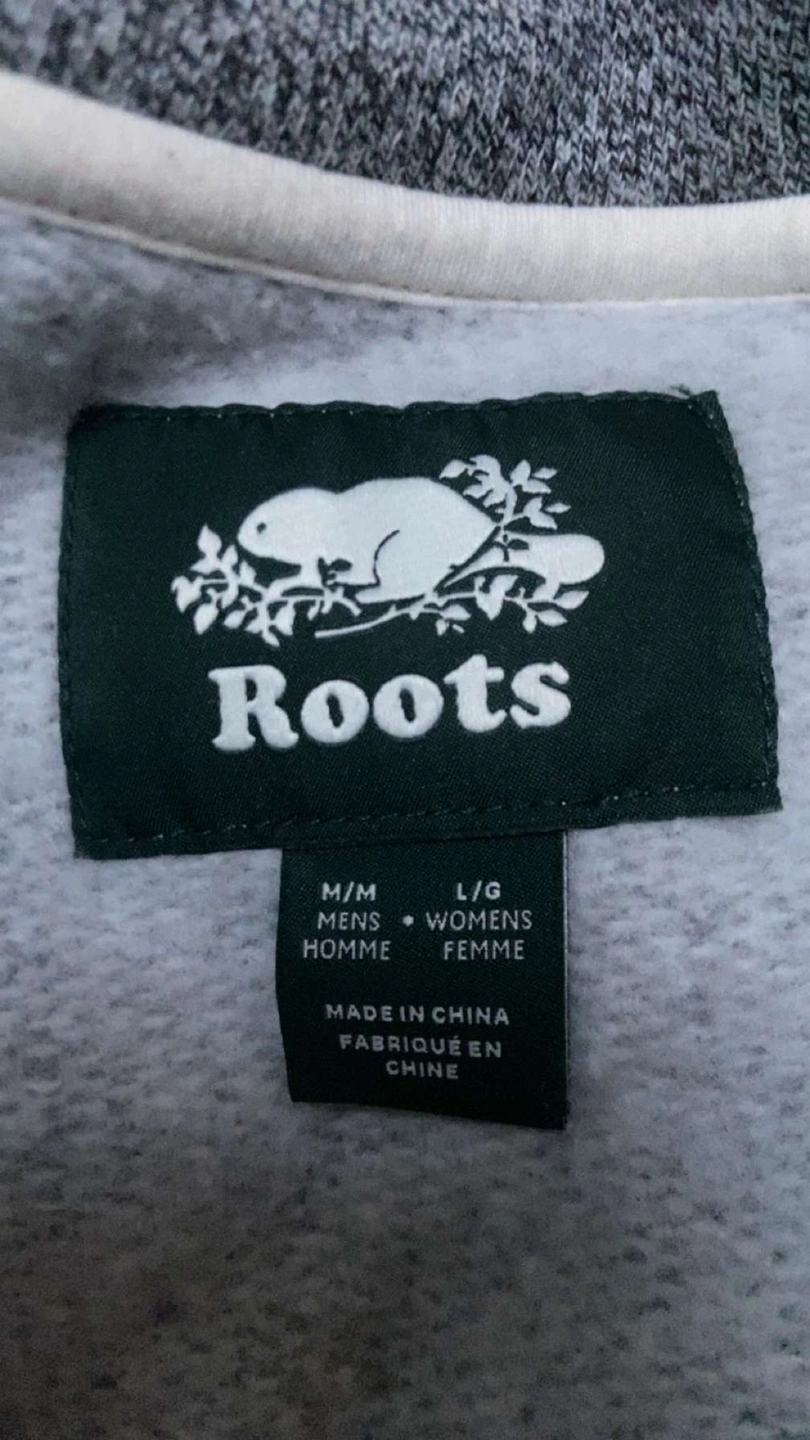 Roots
M/M L/G
MENS • WOMENS
HOMME FEMME
MADE IN CHINA
FABRIQUÉ EN
CHINE